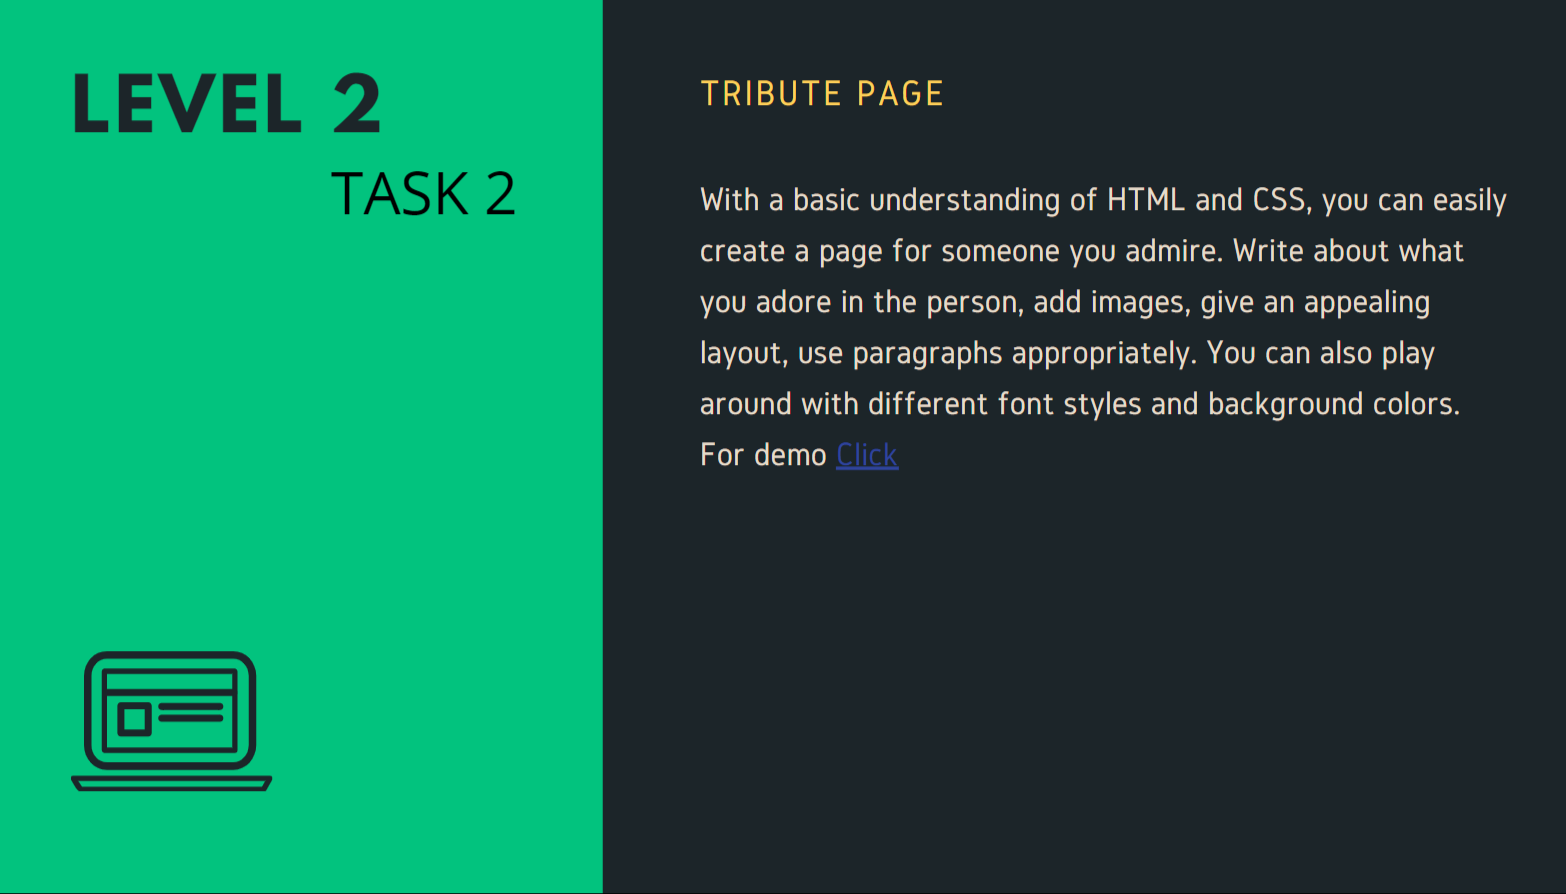 LEVEL 2
TASK 2
TRIBUTE PAGE
With a basic understanding of HTML and CSS, you can easily
create a page for someone you admire. Write about what
you adore in the person, add images, give an appealing
layout, use paragraphs appropriately. You can also play
around with different font styles and background colors.
For demo Click